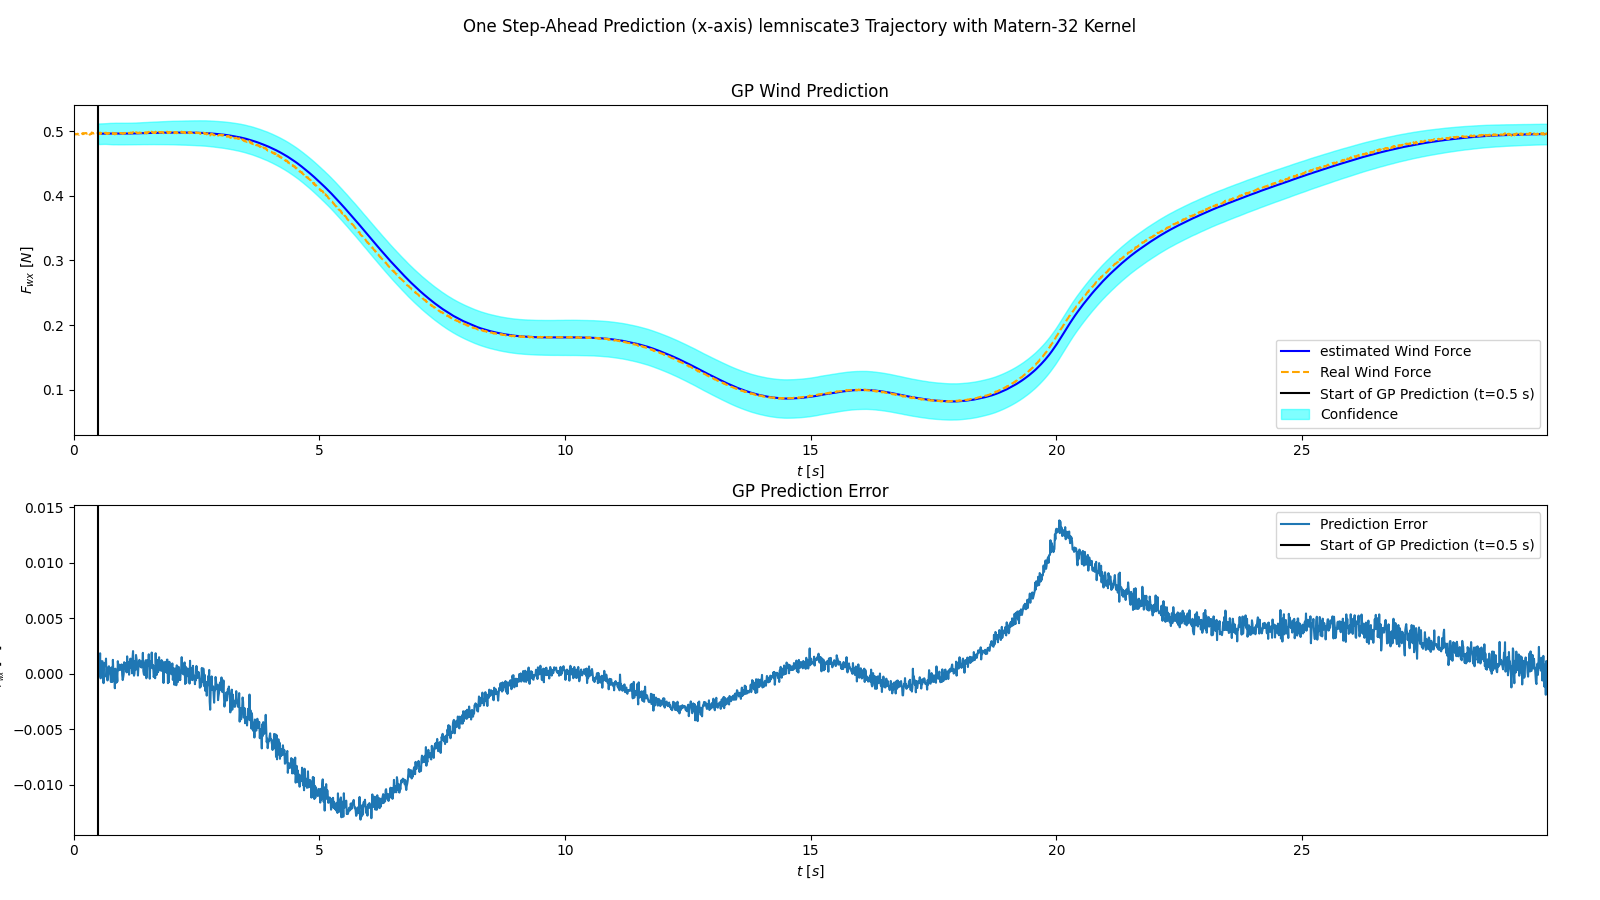 One Step-Ahead Prediction (x-axis) lemniscate3 Trajectory with Matern-32 Kernel
GP Wind Prediction
0.5
0.4
0.3
0.2
0.1
F_wx [N]
estimated Wind Force
Real Wind Force
Start of GP Prediction (t=0.5 s)
Confidence
0 5 10 15 20 25
t [s]
GP Prediction Error
0.015
0.010
0.005
0.000
−0.005
−0.010
Prediction Error
Start of GP Prediction (t=0.5 s)
0 5 10 15 20 25
t [s]